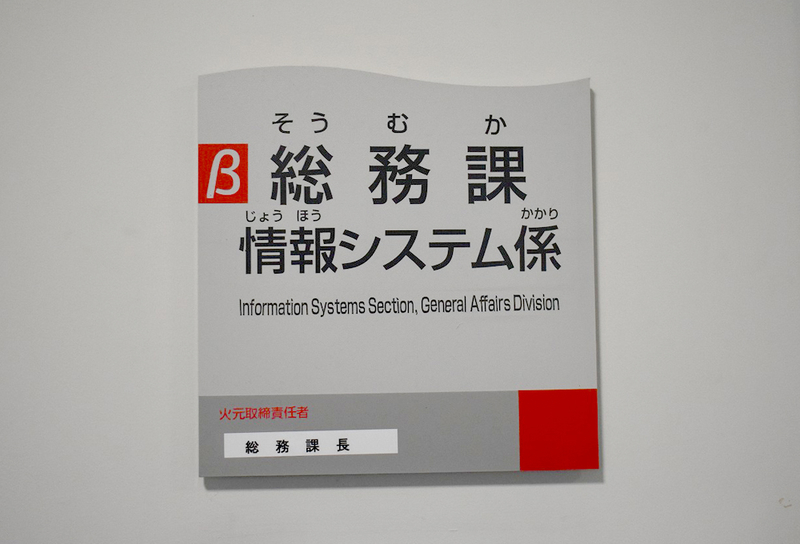 そうむか
β 総務課
じょうほう かかり
情報システム係
Information Systems Section, General Affairs Division
火元取締責任者
総務課長